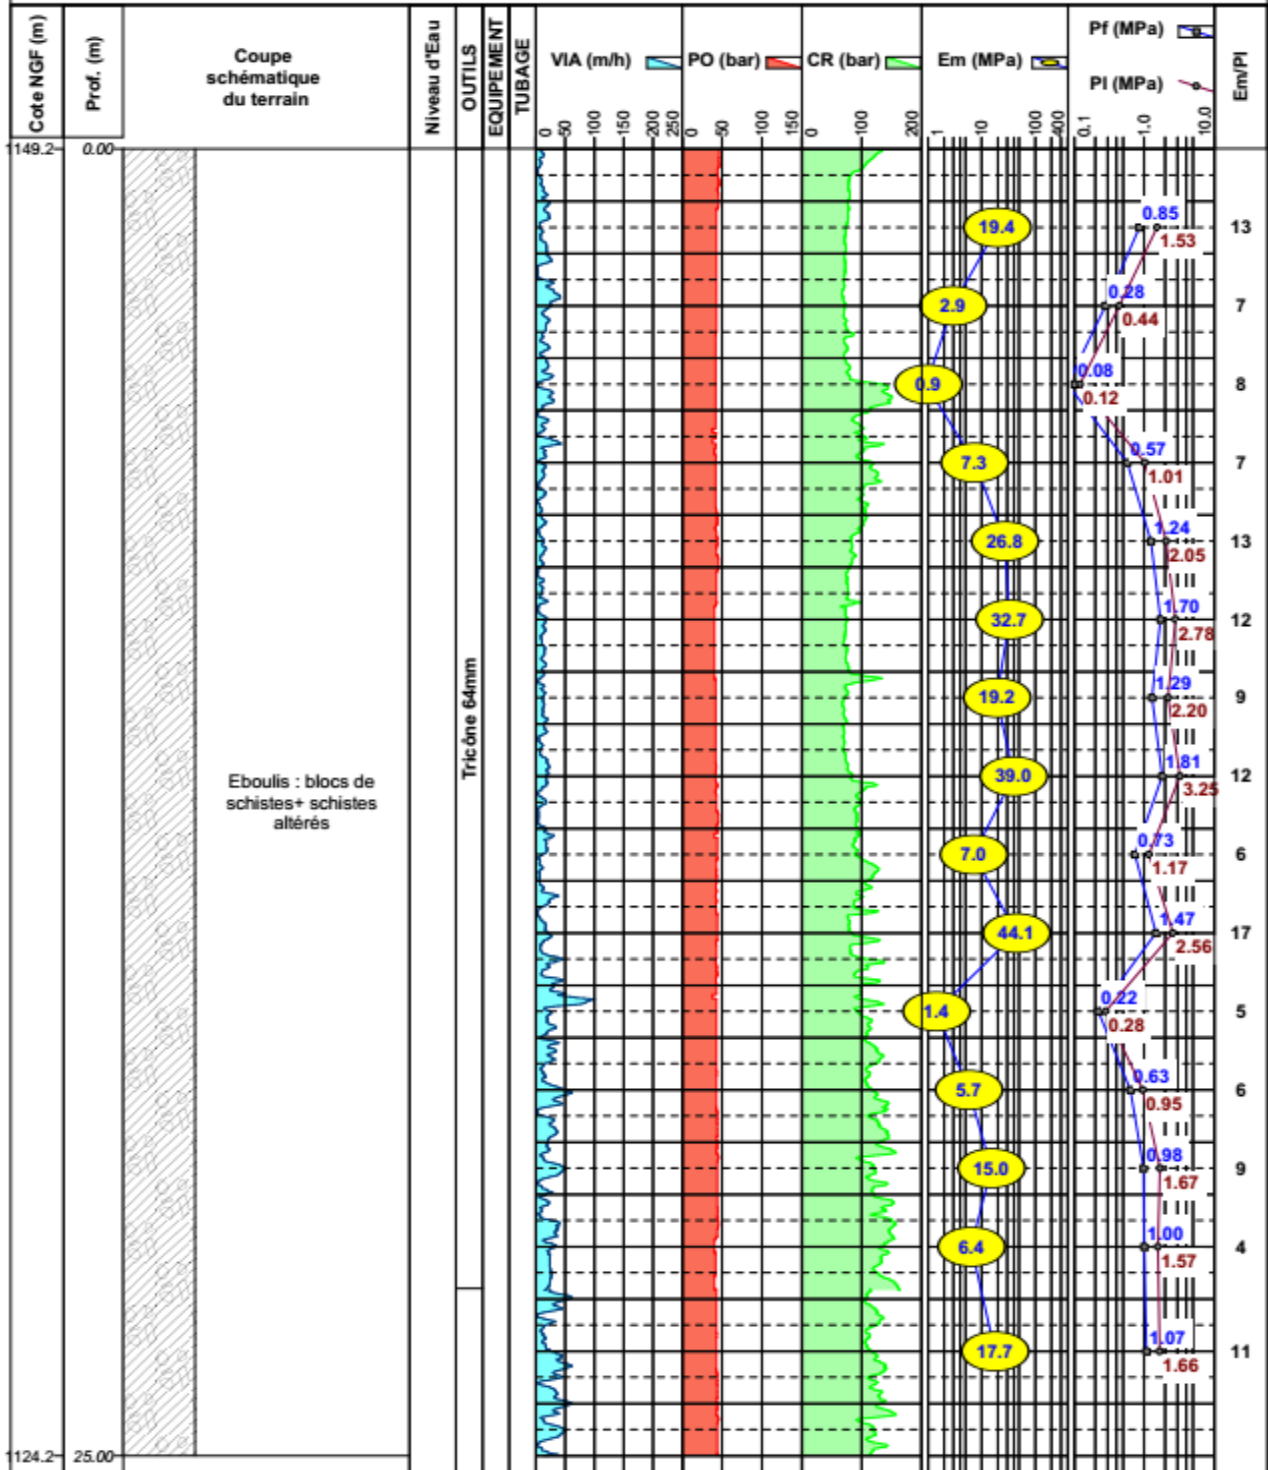 Cote NGF (m)
Prof. (m)
Coupe
schématique
du terrain
Niveau d'Eau
OUTILS
EQUIPEMENT
TUBAGE
VIA (m/h)
0 50 100 150 200 250
PO (bar)
0 50 100 150
CR (bar)
0 100 200
Em (MPa)
1 10 100 400
Pf (MPa)
Pl (MPa)
0.1 1.0 10.0
Em/Pl
1149.2
0.00
19.4 0.85 1.53 13
2.9 0.28 0.44 7
0.9 0.08 0.12 8
7.3 0.57 1.01 7
26.8 1.24 2.05 13
32.7 1.70 2.78 12
19.2 1.29 2.20 9
Tricône 64mm
39.0 1.81 3.25 12
Eboulis : blocs de
schistes+ schistes
altérés
7.0 0.73 1.17 6
44.1 1.47 2.56 17
1.4 0.22 0.28 5
5.7 0.63 0.95 6
15.0 0.98 1.67 9
6.4 1.00 1.57 4
17.7 1.07 1.66 11
1124.2
25.00